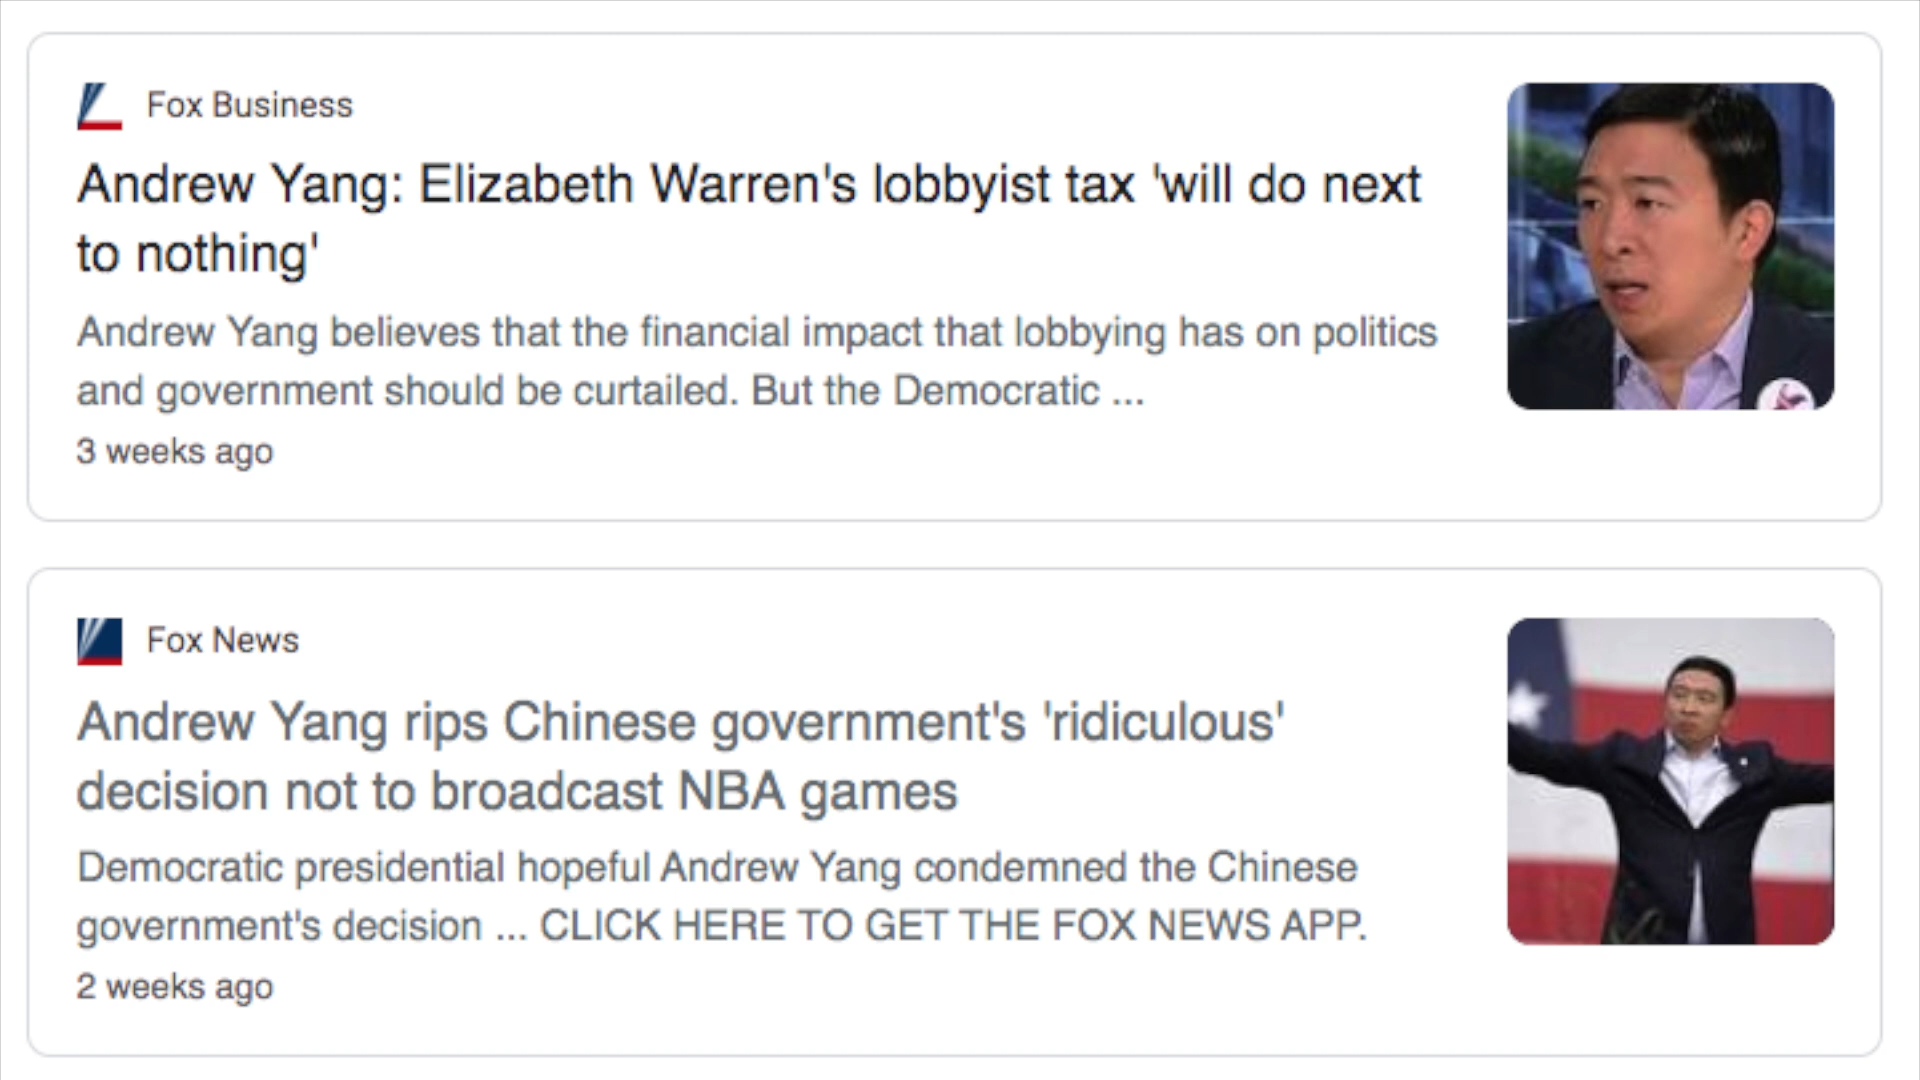 Fox Business
Andrew Yang: Elizabeth Warren's lobbyist tax 'will do next
to nothing'
Andrew Yang believes that the financial impact that lobbying has on politics
and government should be curtailed. But the Democratic ...
3 weeks ago
Fox News
Andrew Yang rips Chinese government's 'ridiculous'
decision not to broadcast NBA games
Democratic presidential hopeful Andrew Yang condemned the Chinese
government's decision ... CLICK HERE TO GET THE FOX NEWS APP.
2 weeks ago